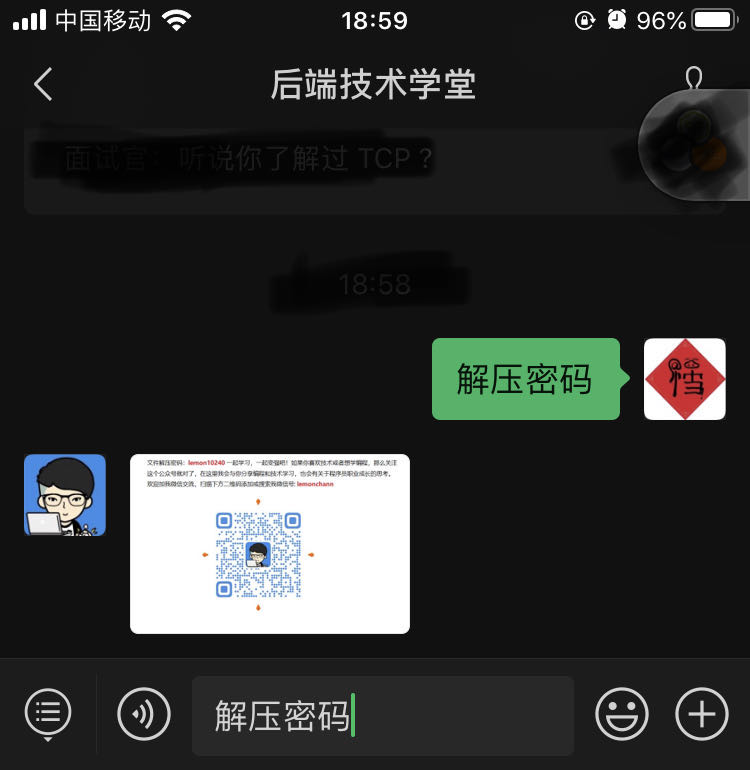 中国移动
18:59
96%
后端技术学堂
面试官：听说你了解过 TCP ?
18:58
解压密码
文件解压密码：lemon10240 一起学习，一起变强吧！如果你喜欢技术或者想学编程，那么关注
这个公众号就对了，在这里我会与你分享编程和技术学习，也会有关于程序员职业成长的思考。
欢迎加我微信交流，扫描下方二维码添加或搜索我微信号: lemonchann
解压密码